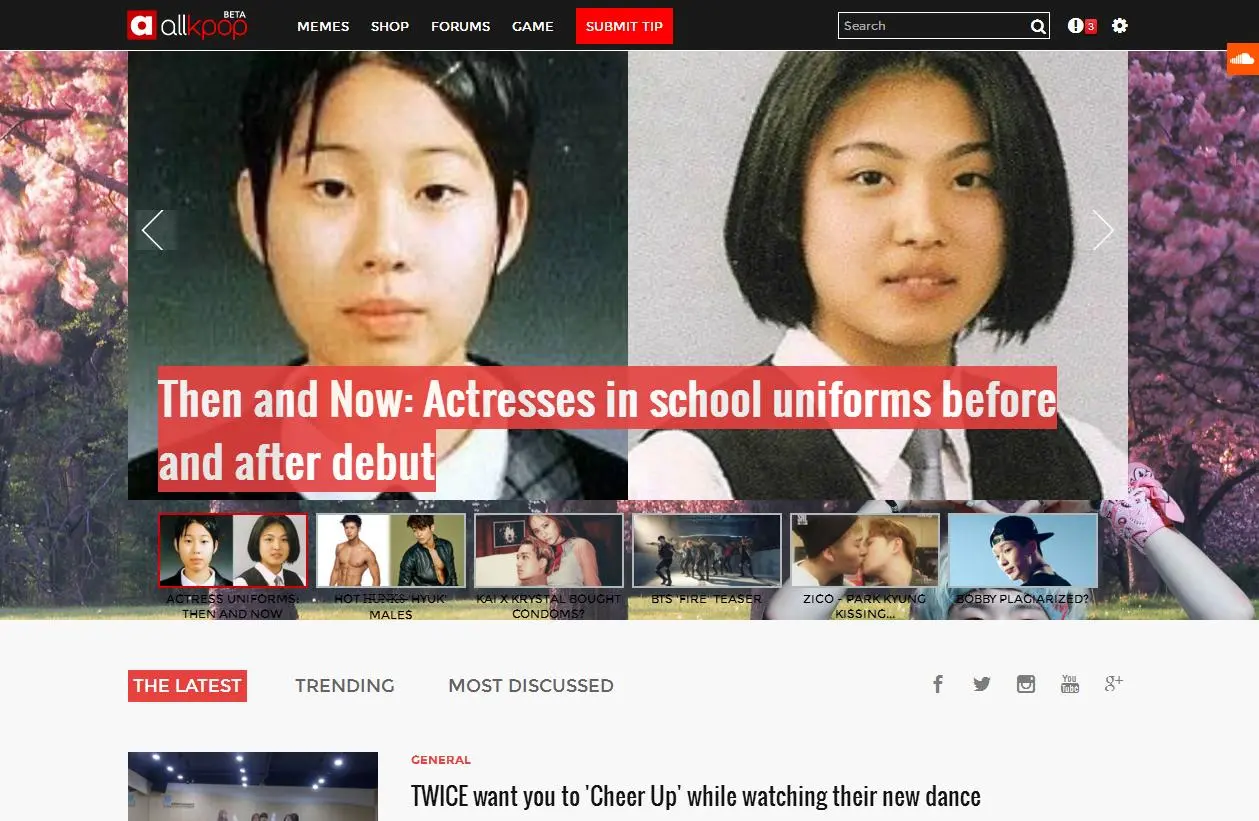 BETA
a allkpop
MEMES SHOP FORUMS GAME SUBMIT TIP
Search
3
Then and Now: Actresses in school uniforms before
and after debut
ACTRESS UNIFORMS:
THEN AND NOW
HOT HUNKS 'HYUK'
MALES
KAI X KRYSTAL BOUGHT
CONDOMS?
BTS 'FIRE' TEASER
ZICO - PARK KYUNG
KISSING...
BOBBY PLAGIARIZED?
THE LATEST TRENDING MOST DISCUSSED
You
Tube
g+
GENERAL
TWICE want you to 'Cheer Up' while watching their new dance